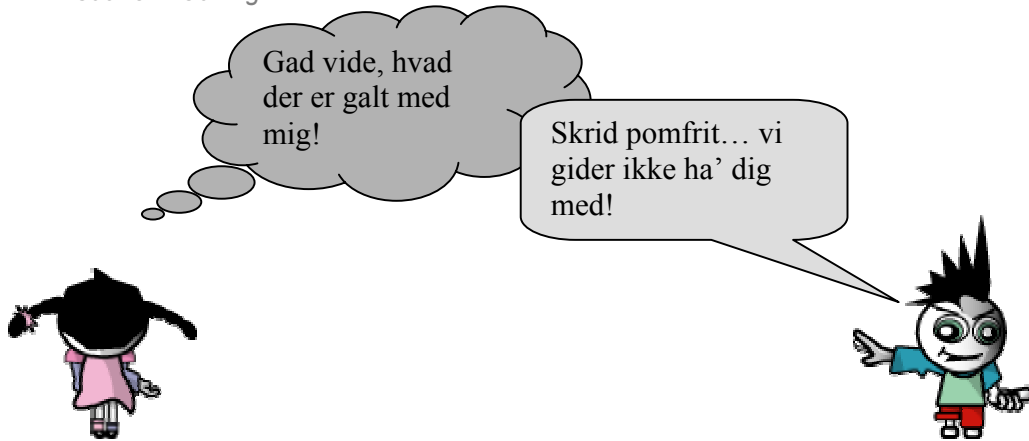 Gad vide, hvad
der er galt med
mig!
Skrid pomfrit… vi
gider ikke ha’ dig
med!